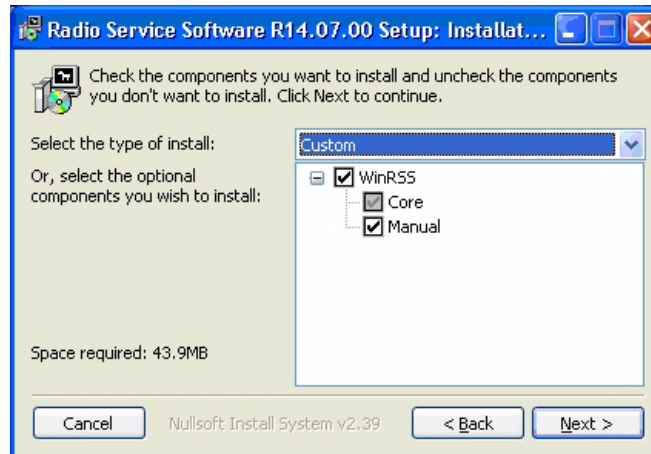 Radio Service Software R14.07.00 Setup: Installat...
Check the components you want to install and uncheck the components
you don't want to install. Click Next to continue.
Select the type of install:
Custom
Or, select the optional
components you wish to install:
WinRSS
Core
Manual
Space required: 43.9MB
Cancel
Nullsoft Install System v2.39
< Back
Next >